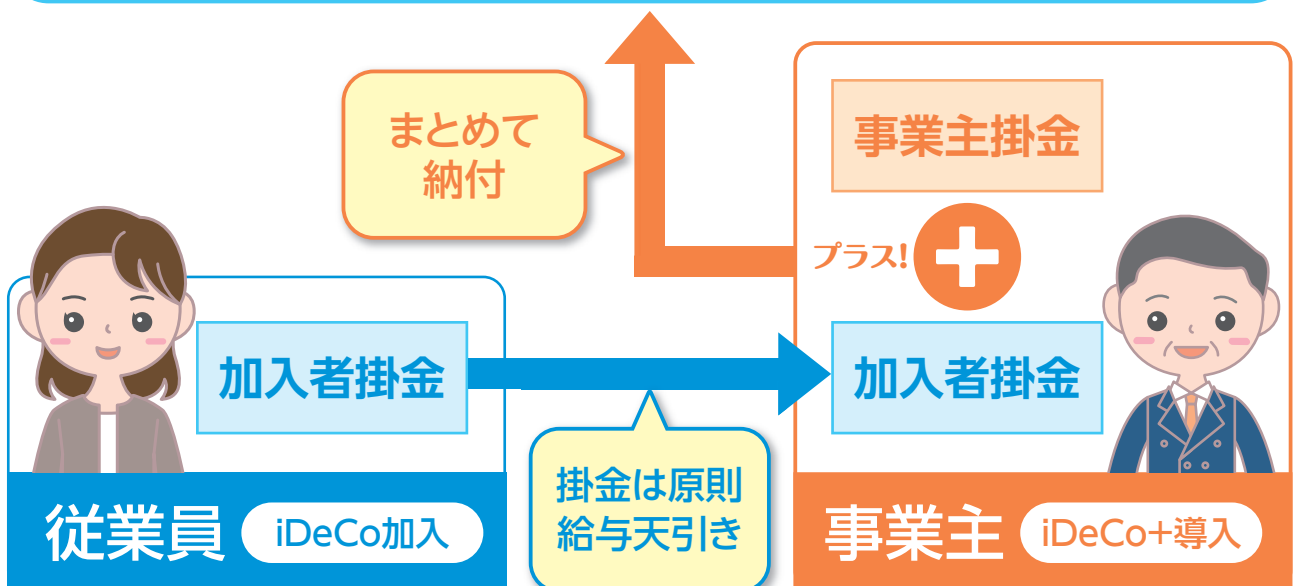 まとめて
納付
事業主掛金
プラス!
加入者掛金
加入者掛金
掛金は原則
給与天引き
従業員
iDeCo加入
事業主
iDeCo+導入